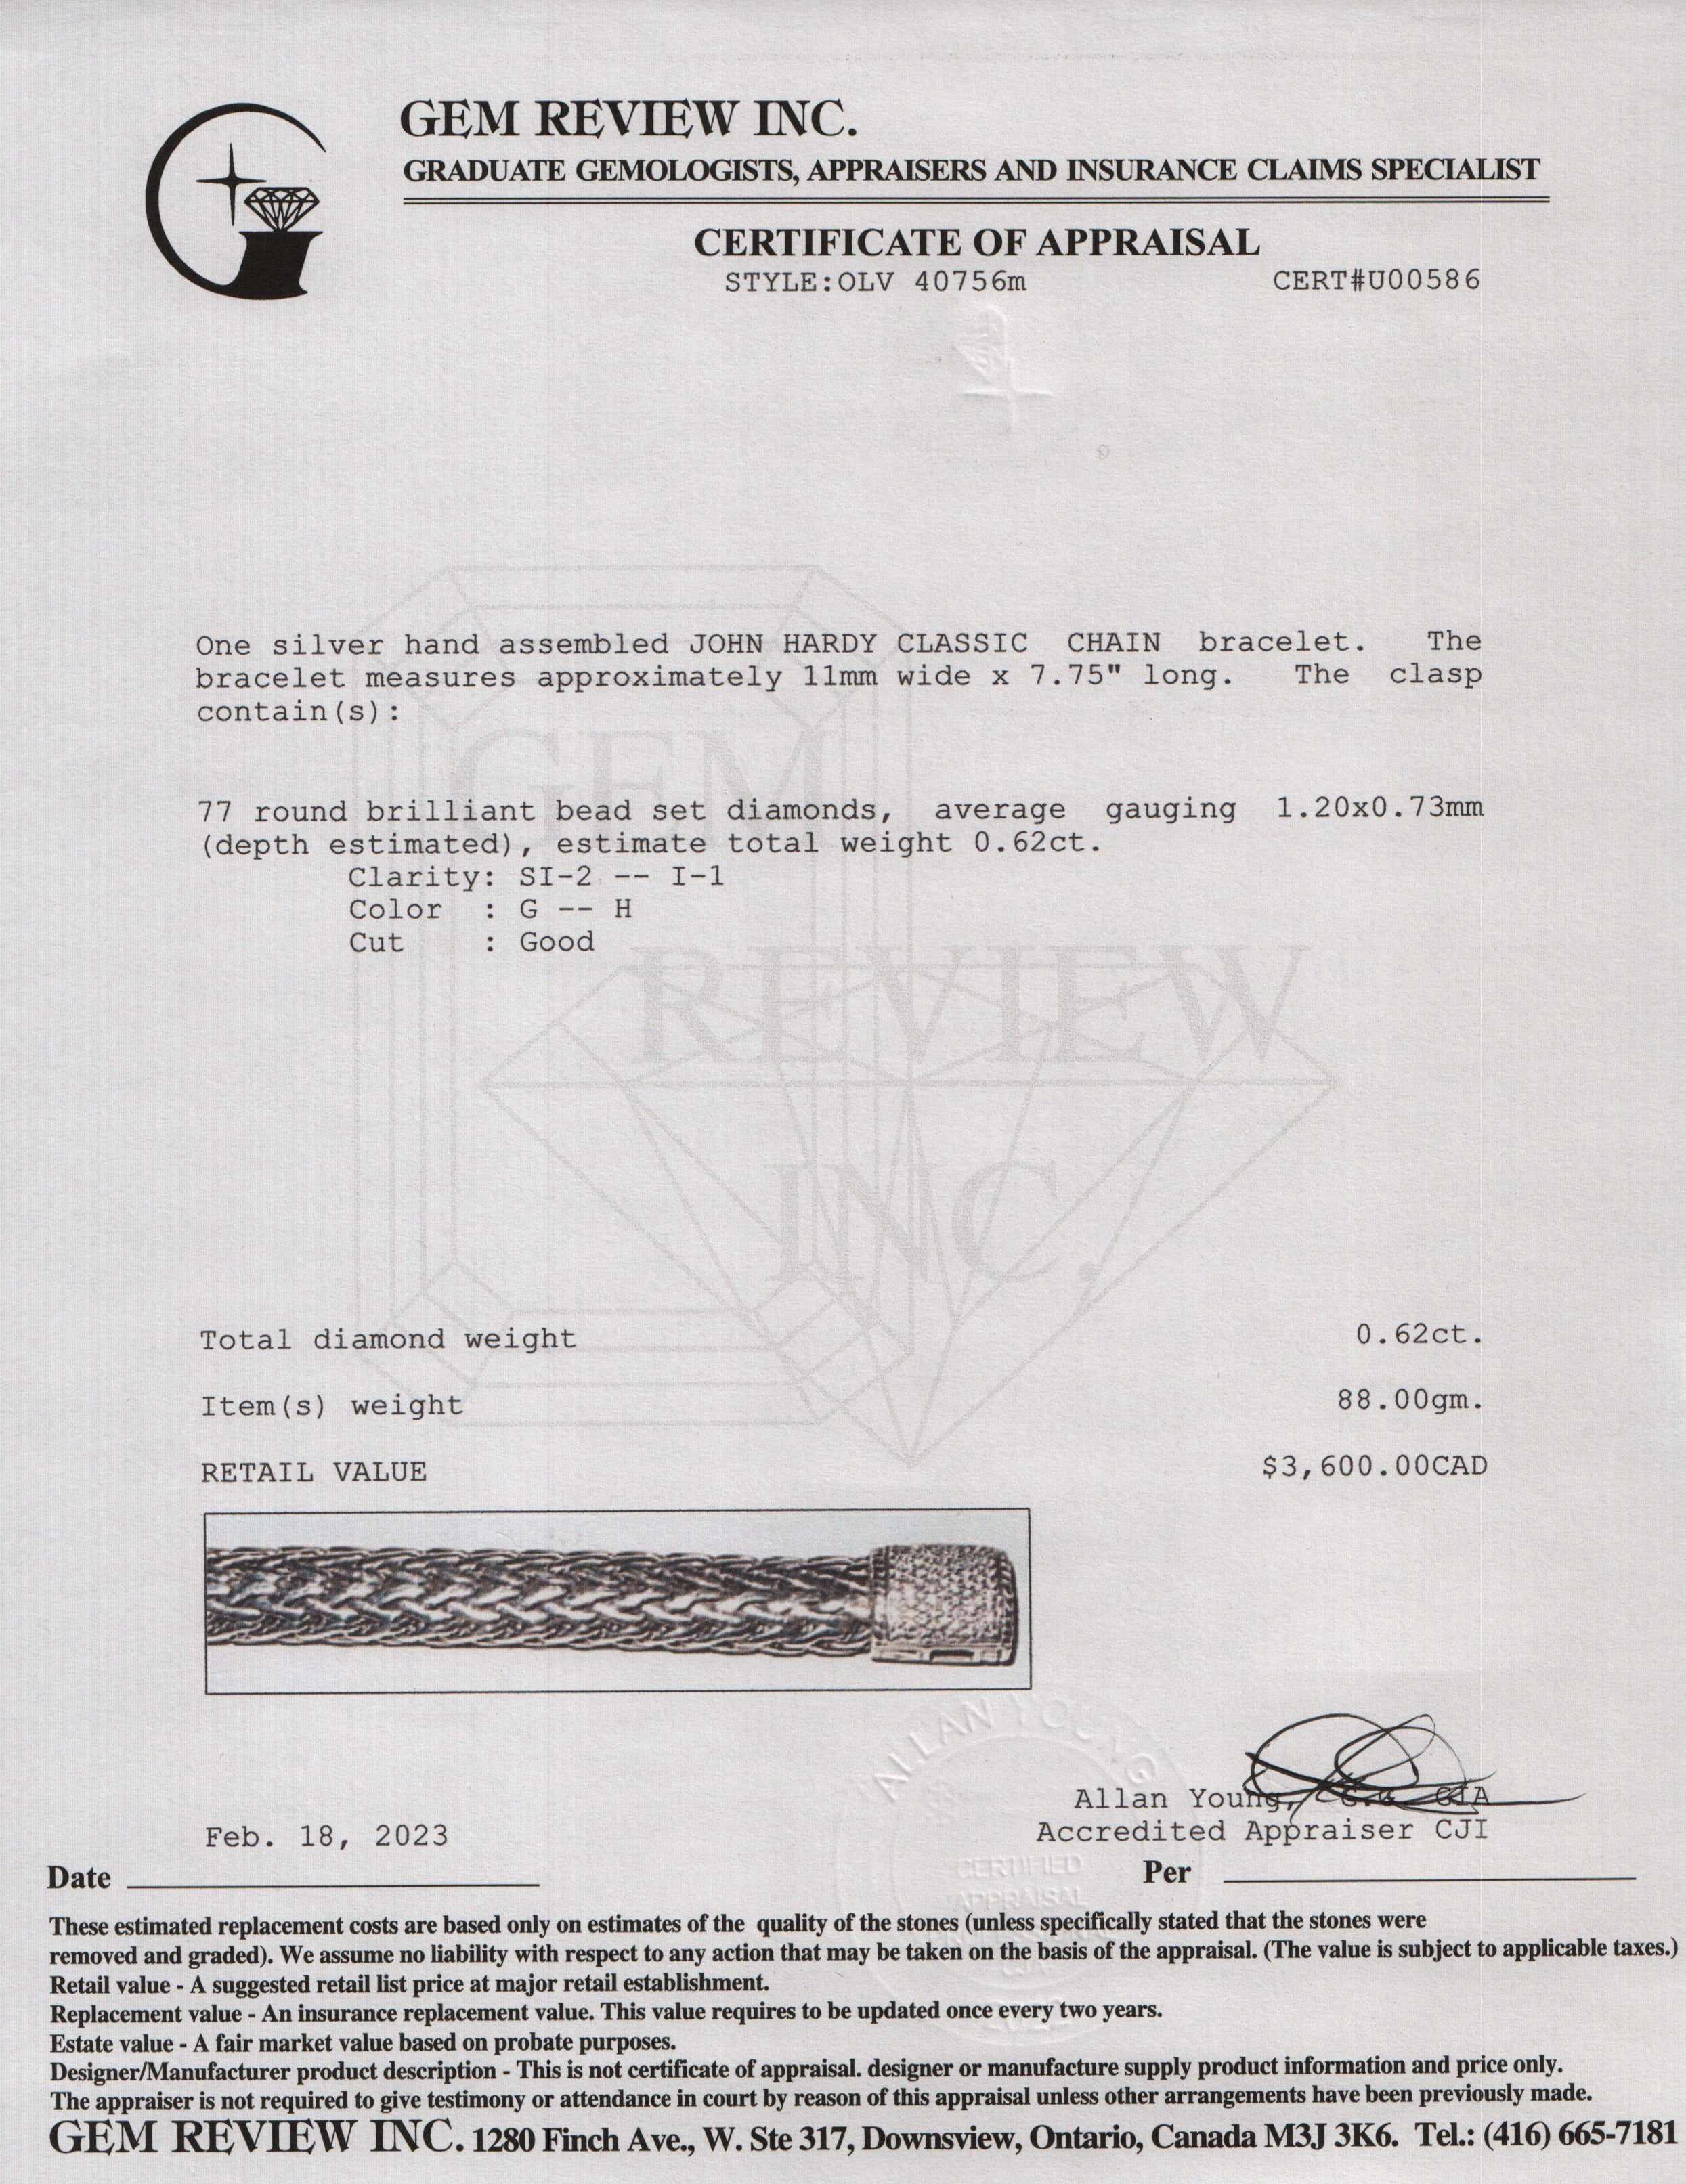 GEM REVIEW INC.
GRADUATE GEMOLOGISTS, APPRAISERS AND INSURANCE CLAIMS SPECIALIST
CERTIFICATE OF APPRAISAL
STYLE:OLV 40756m CERT#U00586
One silver hand assembled JOHN HARDY CLASSIC CHAIN bracelet. The
bracelet measures approximately 11mm wide x 7.75" long. The clasp
contain(s):
GEM
77 round brilliant bead set diamonds, average gauging 1.20x0.73mm
(depth estimated), estimate total weight 0.62ct.
Clarity: SI-2 -- I-1
Color : G -- H
Cut : Good
REVIEW
INC.
Total diamond weight 0.62ct.
Item(s) weight 88.00gm.
RETAIL VALUE $3,600.00CAD
ALLAN YOUNG
Allan Young, GIA
Accredited Appraiser CJI
Feb. 18, 2023
Date Per
CERTIFIED
APPRAISAL
These estimated replacement costs are based only on estimates of the quality of the stones (unless specifically stated that the stones were
removed and graded). We assume no liability with respect to any action that may be taken on the basis of the appraisal. (The value is subject to applicable taxes.)
Retail value - A suggested retail list price at major retail establishment.
Replacement value - An insurance replacement value. This value requires to be updated once every two years.
Estate value - A fair market value based on probate purposes.
Designer/Manufacturer product description - This is not certificate of appraisal. designer or manufacture supply product information and price only.
The appraiser is not required to give testimony or attendance in court by reason of this appraisal unless other arrangements have been previously made.
GEM REVIEW INC. 1280 Finch Ave., W. Ste 317, Downsview, Ontario, Canada M3J 3K6. Tel.: (416) 665-7181